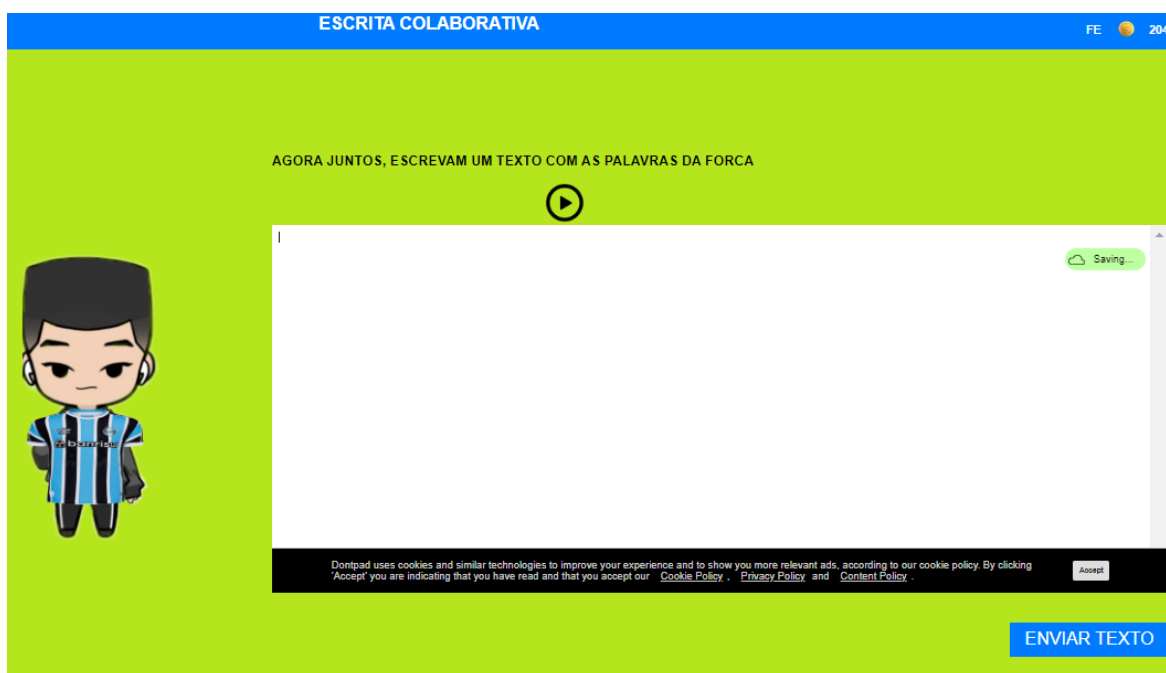 ESCRITA COLABORATIVA
FE 204
AGORA JUNTOS, ESCREVAM UM TEXTO COM AS PALAVRAS DA FORCA
Saving...
banrisul
Dontpad uses cookies and similar technologies to improve your experience and to show you more relevant ads, according to our cookie policy. By clicking
'Accept' you are indicating that you have read and that you accept our Cookie Policy , Privacy Policy and Content Policy .
Accept
ENVIAR TEXTO